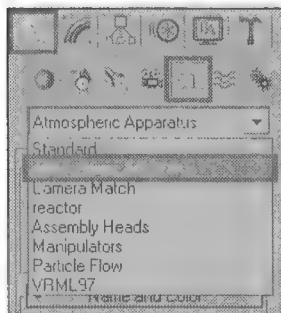 Atmospheric Apparatus
Standard
Camera Match
reactor
Assembly Heads
Manipulators
Particle Flow
VRML97
Name and Color